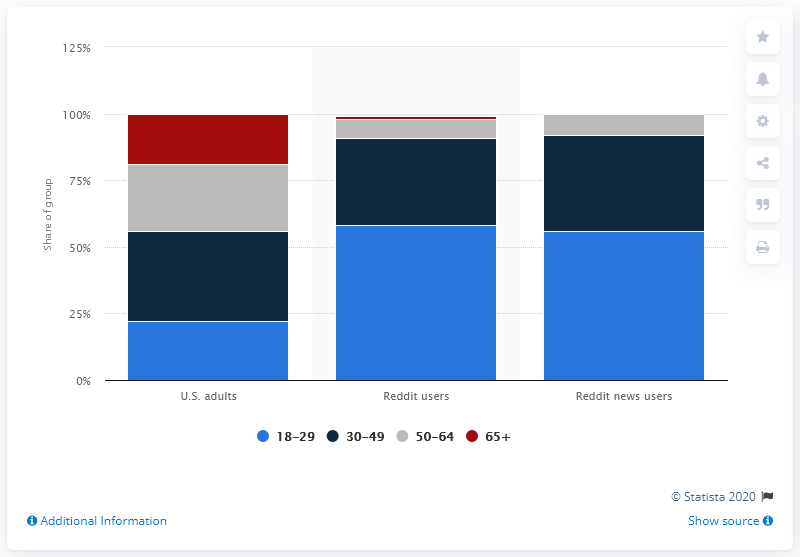 125%
100%
75%
50%
25%
0%
Share of group
U.S. adults
Reddit users
Reddit news users
18–29
30–49
50–64
65+
© Statista 2020
Additional Information
Show source